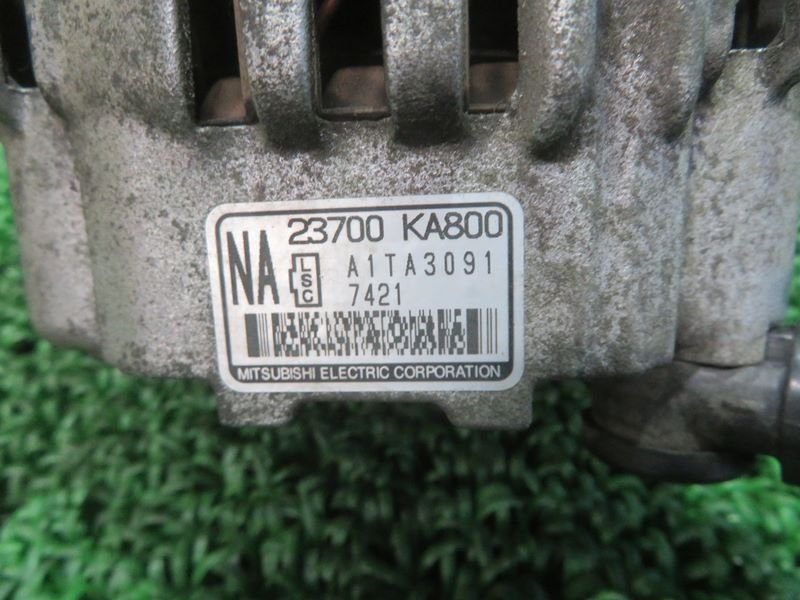 NA 23700 KA800
LSC A1TA3091
7421
MITSUBISHI ELECTRIC CORPORATION